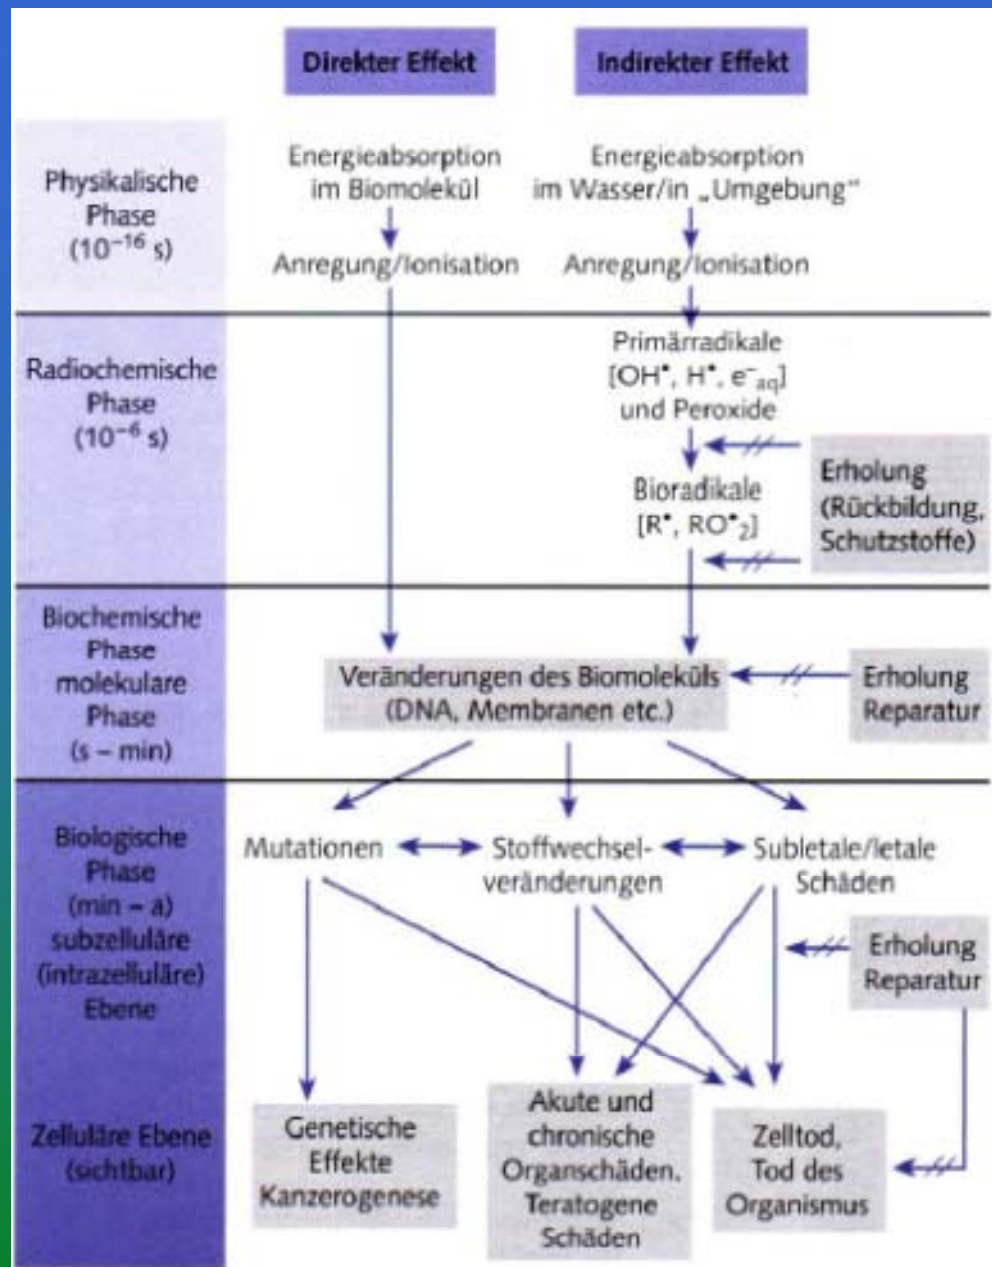 Direkter Effekt
Indirekter Effekt
Physikalische
Phase
(10⁻¹⁶ s)
Energieabsorption
im Biomolekül
Anregung/Ionisation
Energieabsorption
im Wasser/in „Umgebung“
Anregung/Ionisation
Radiochemische
Phase
(10⁻⁶ s)
Primärradikale
[OH•, H•, e⁻aq]
und Peroxide
Bioradikale
[R•, RO•₂]
Erholung
(Rückbildung,
Schutzstoffe)
Biochemische
Phase
molekulare
Phase
(s – min)
Veränderungen des Biomoleküls
(DNA, Membranen etc.)
Erholung
Reparatur
Biologische
Phase
(min – a)
subzelluläre
(intrazelluläre)
Ebene
Mutationen
Stoffwechsel-
veränderungen
Subletale/letale
Schäden
Erholung
Reparatur
Zelluläre Ebene
(sichtbar)
Genetische
Effekte
Kanzerogenese
Akute und
chronische
Organschäden,
Teratogene
Schäden
Zelltod,
Tod des
Organismus